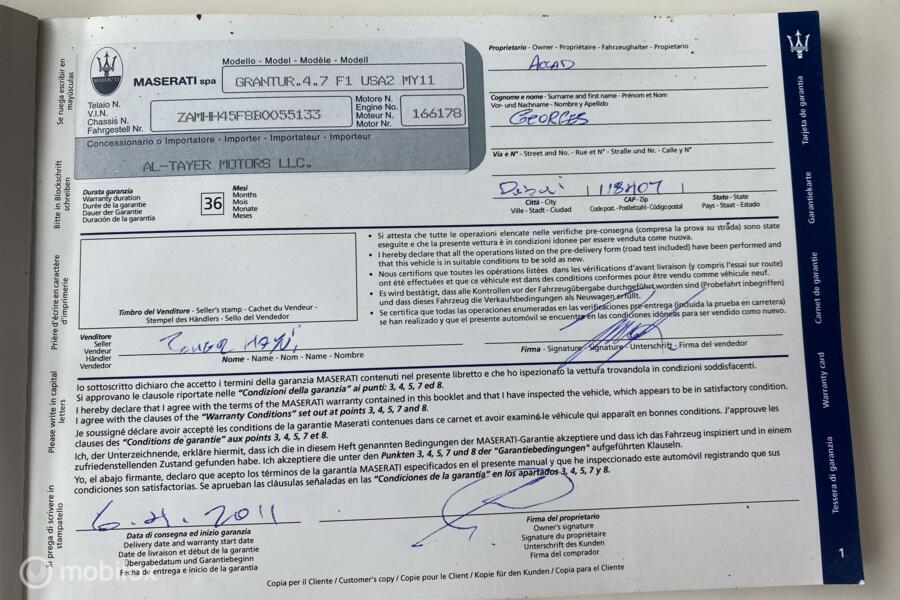 Modello - Model - Modèle - Modell
MASERATI spa
GRANTUR.4.7 F1 USA2 MY11
Telaio N.
V.I.N.
Chassis N.
Fahrgestell Nr.
ZAMHH45F8B0055133
Motore N.
Engine No.
Moteur N.
Motor Nr.
166178
Concessionario o Importatore - Importer - Importateur - Importeur
AL-TAYER MOTORS LLC.
Proprietario - Owner - Propriétaire - Fahrzeughalter - Propietario
ACCAD
Cognome e nome - Surname and first name - Prénom et Nom
Vor- und Nachname - Nombre y Apellido
GEORGES
Via e N° - Street and No. - Rue et N° - Straße und Nr. - Calle y N°
Dubai 118407
Città - City
Ville - Stadt - Ciudad
CAP - Zip
Code post. - Postleitzahl - Código postal
Stato - State
Pays - Staat - Estado
Durata garanzia
Warranty duration
Durée de la garantie
Dauer der Garantie
Duración de la garantía
36
Mesi
Months
Mois
Monate
Meses
Timbro del Venditore - Seller's stamp - Cachet du Vendeur -
Stempel des Händlers - Sello del Vendedor
• Si attesta che tutte le operazioni elencate nelle verifiche pre-consegna (compresa la prova su strada) sono state
eseguite e che la presente vettura è in condizioni idonee per essere venduta come nuova.
• I hereby declare that all the operations listed on the pre-delivery form (road test included) have been performed and
that this vehicle is in suitable conditions to be sold as new.
• Nous certifions que toutes les opérations listées dans les vérifications d'avant livraison (y compris l'essai sur route)
ont été effectuées et que ce véhicule est dans des conditions conformes pour être vendu comme véhicule neuf.
• Es wird bestätigt, dass alle Kontrollen vor der Fahrzeugübergabe durchgeführt worden sind (Probefahrt inbegriffen)
und dass dieses Fahrzeug die Verkaufsbedingungen als Neuwagen erfüllt.
• Se certifica que todas las operaciones enumeradas en las verificaciones pre-entrega (incluida la prueba en carretera)
se han realizado y que el presente automóvil se encuentra en las condiciones idóneas para ser vendido como nuevo.
Venditore
Seller
Vendeur
Händler
Vendedor
Nome - Name - Nom - Name - Nombre
Firma - Signature - Signature - Unterschrift - Firma del vendedor
Io sottoscritto dichiaro che accetto i termini della garanzia MASERATI contenuti nel presente libretto e che ho ispezionato la vettura trovandola in condizioni soddisfacenti.
Si approvano le clausole riportate nelle "Condizioni della garanzia" ai punti: 3, 4, 5, 7 ed 8.
I hereby declare that I agree with the terms of the MASERATI warranty contained in this booklet and that I have inspected the vehicle, which appears to be in satisfactory condition.
I agree with the clauses of the "Warranty Conditions" set out at points 3, 4, 5, 7 and 8.
Je soussigné déclare avoir accepté les conditions de la garantie Maserati contenues dans ce carnet et avoir examiné le véhicule qui apparaît en bonnes conditions. J'approuve les
clauses des "Conditions de garantie" aux points 3, 4, 5, 7 et 8.
Ich, der Unterzeichnende, erkläre hiermit, dass ich die in diesem Heft genannten Bedingungen der MASERATI-Garantie akzeptiere und dass ich das Fahrzeug inspiziert und in einem
zufriedenstellenden Zustand gefunden habe. Ich akzeptiere die unter den Punkten 3, 4, 5, 7 und 8 der "Garantiebedingungen" aufgeführten Klauseln.
Yo, el abajo firmante, declaro que acepto los términos de la garantía MASERATI especificados en el presente manual y que he inspeccionado este automóvil registrando que sus
condiciones son satisfactorias. Se aprueban las cláusulas señaladas en las "Condiciones de la garantía" en los apartados 3, 4, 5, 7 y 8.
2011
Data di consegna ed inizio garanzia
Delivery date and warranty start date
Date de livraison et début de la garantie
Übergabedatum und Garantiebeginn
Fecha de entrega e inicio de la garantía
Firma del proprietario
Owner's signature
Signature du propriétaire
Unterschrift des Kunden
Firma del comprador
Copia per il Cliente / Customer's copy / Copie pour le Client / Kopie für den Kunden / Copia para el Cliente
Se ruega escribir en
mayúsculas
Bitte in Blockschrift
schreiben
Prière d'écrire en caractère
d'imprimerie
Please write in capital
letters
Si prega di scrivere in
stampatello
Tarjeta de garantía
Garantiekarte
Carnet de garantie
Warranty card
Tessera di garanzia
1
mobilox